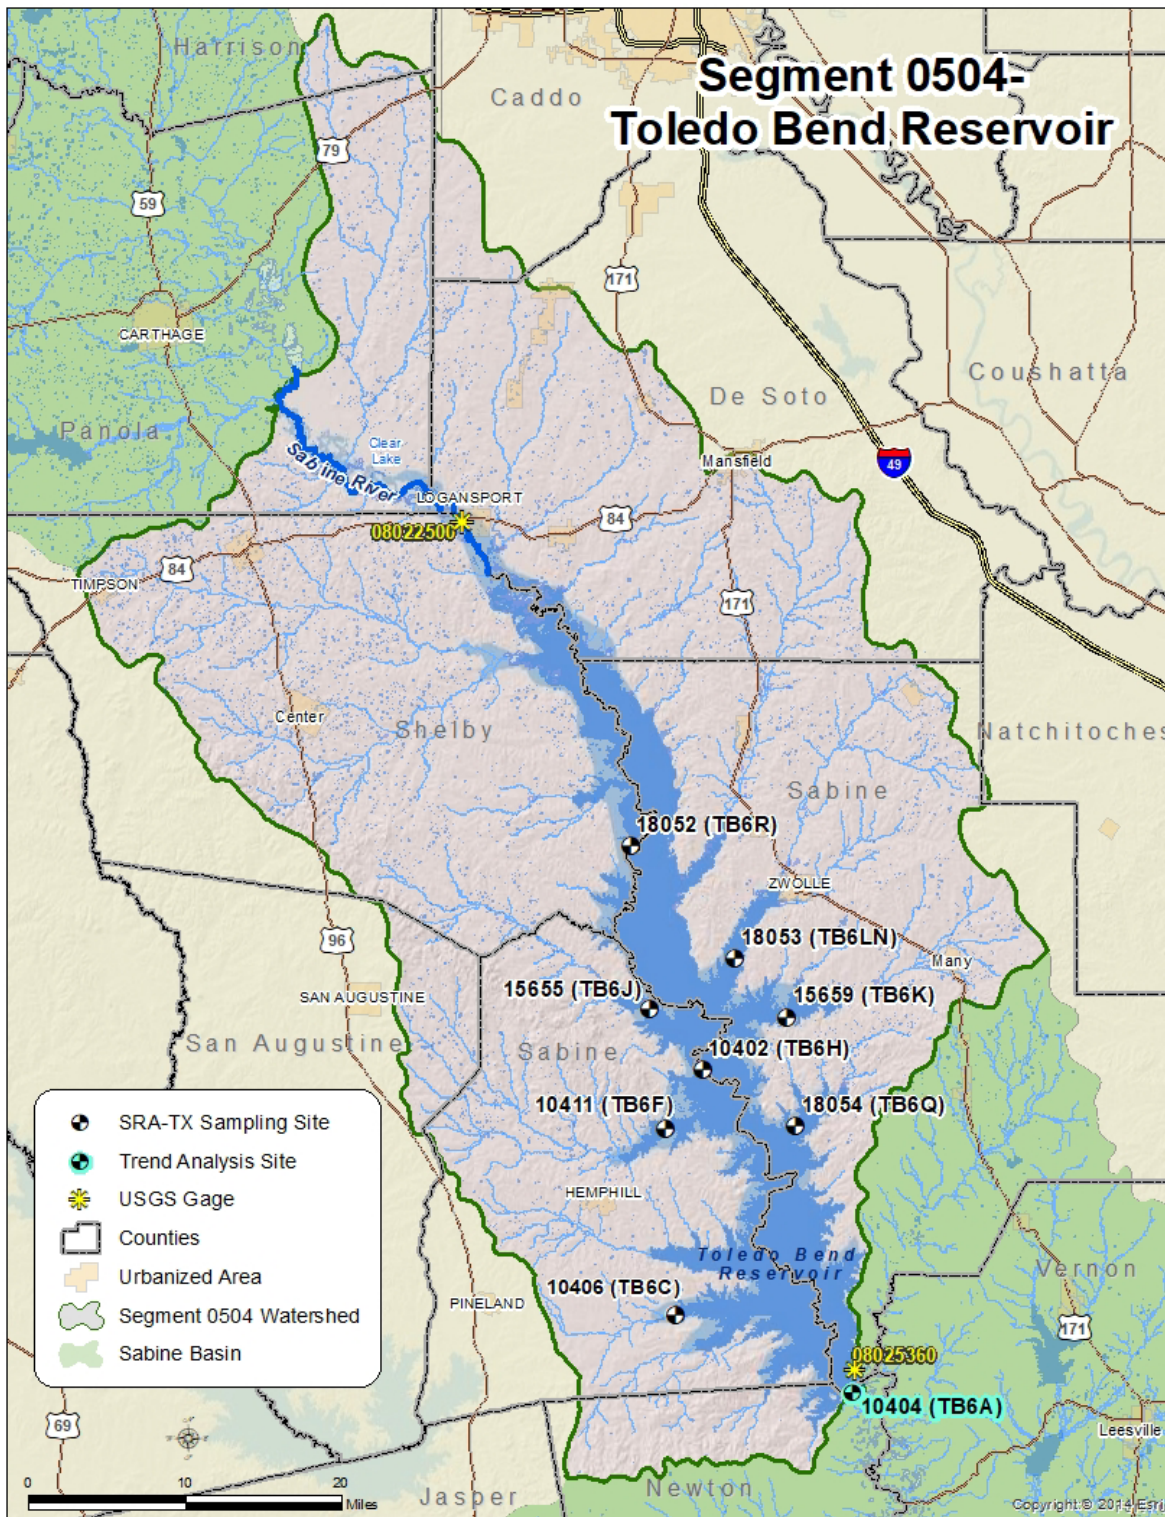 Harrison
Caddo
Segment 0504-
Toledo Bend Reservoir
79
59
171
CARTHAGE
Coushatta
De Soto
Panola
Clear
Lake
Sabine River
Mansfield
49
LOGANSPORT
84
08022500
84
TIMPSON
171
Center
Shelby
Natchitoches
Sabine
18052 (TB6R)
ZWOLLE
96
18053 (TB6LN)
Many
SAN AUGUSTINE
15655 (TB6J)
15659 (TB6K)
San Augustine
Sabine
10402 (TB6H)
10411 (TB6F)
18054 (TB6Q)
SRA-TX Sampling Site
Trend Analysis Site
USGS Gage
Counties
Urbanized Area
Segment 0504 Watershed
Sabine Basin
HEMPHILL
Toledo Bend
Reservoir
Vernon
10406 (TB6C)
PINELAND
171
08025360
10404 (TB6A)
69
Leesville
0 10 20
Miles
Jasper
Newton
Copyright:© 2014 Esri